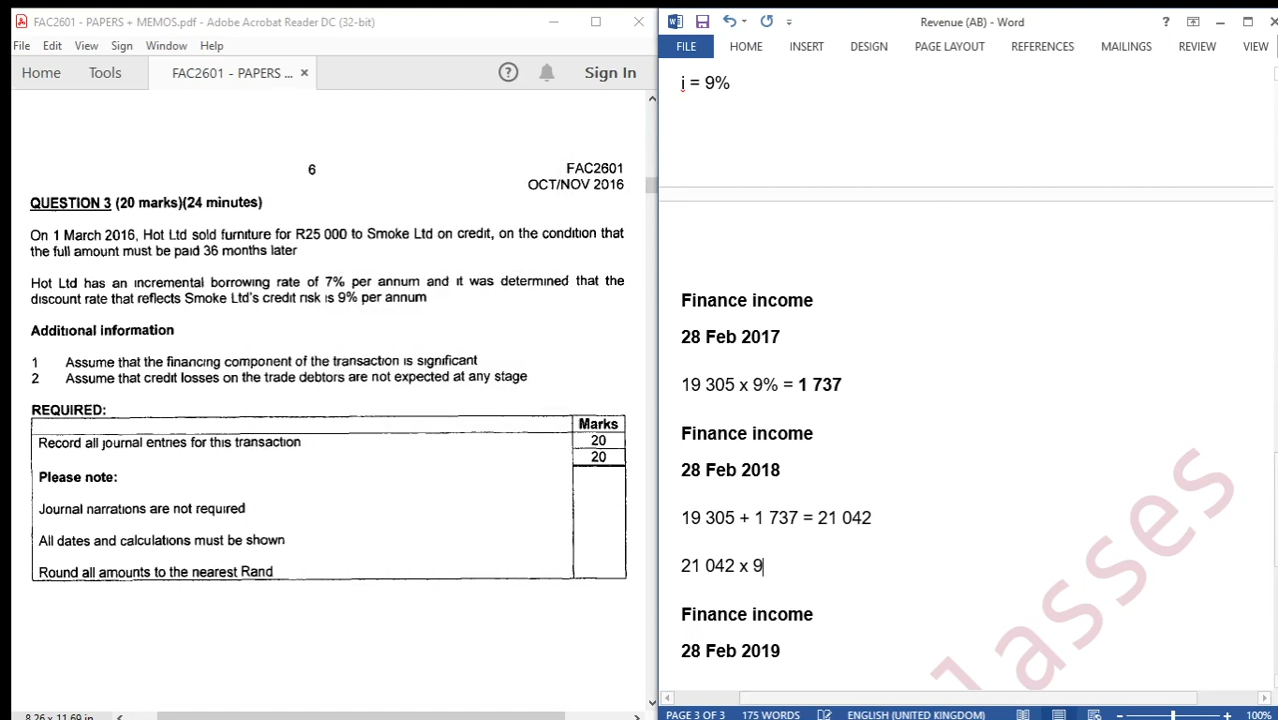 FAC2601 - PAPERS + MEMOS.pdf - Adobe Acrobat Reader DC (32-bit)
File Edit View Sign Window Help
Home Tools FAC2601 - PAPERS ... × Sign In
6
FAC2601
OCT/NOV 2016
QUESTION 3 (20 marks)(24 minutes)
On 1 March 2016, Hot Ltd sold furniture for R25 000 to Smoke Ltd on credit, on the condition that
the full amount must be paid 36 months later
Hot Ltd has an incremental borrowing rate of 7% per annum and it was determined that the
discount rate that reflects Smoke Ltd's credit risk is 9% per annum
Additional information
1 Assume that the financing component of the transaction is significant
2 Assume that credit losses on the trade debtors are not expected at any stage
REQUIRED:
Marks
Record all journal entries for this transaction 20
20
Please note:
Journal narrations are not required
All dates and calculations must be shown
Round all amounts to the nearest Rand
8.26 x 11.69 in
Revenue (AB) - Word
FILE HOME INSERT DESIGN PAGE LAYOUT REFERENCES MAILINGS REVIEW VIEW
i = 9%
Finance income
28 Feb 2017
19 305 x 9% = 1 737
Finance income
28 Feb 2018
19 305 + 1 737 = 21 042
21 042 x 9
Finance income
28 Feb 2019
lasses
PAGE 3 OF 3 175 WORDS ENGLISH (UNITED KINGDOM) 100%